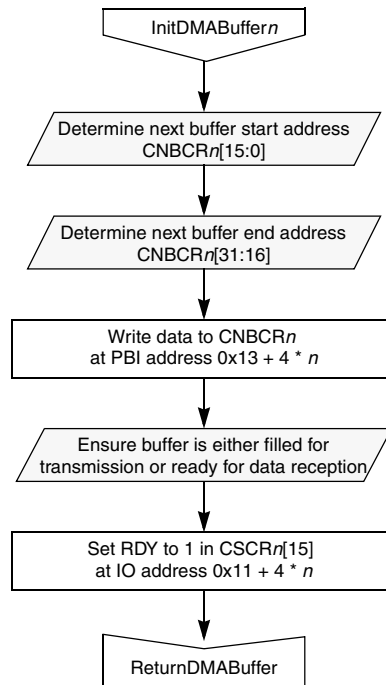 InitDMABuffern
Determine next buffer start address
CNBCRn[15:0]
Determine next buffer end address
CNBCRn[31:16]
Write data to CNBCRn
at PBI address 0x13 + 4 * n
Ensure buffer is either filled for
transmission or ready for data reception
Set RDY to 1 in CSCRn[15]
at IO address 0x11 + 4 * n
ReturnDMABuffer